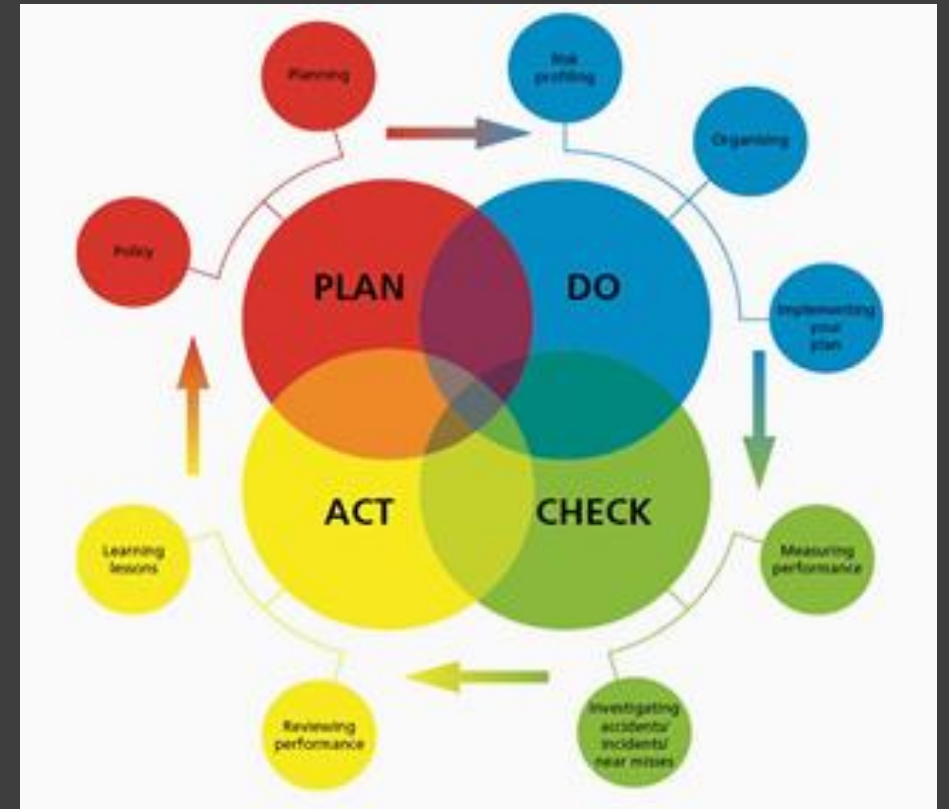 Planning
Risk
profiling
Organising
Policy
PLAN
DO
Implementing
your
plan
ACT
CHECK
Learning
lessons
Measuring
performance
Reviewing
performance
Investigating
accidents/
incidents/
near misses